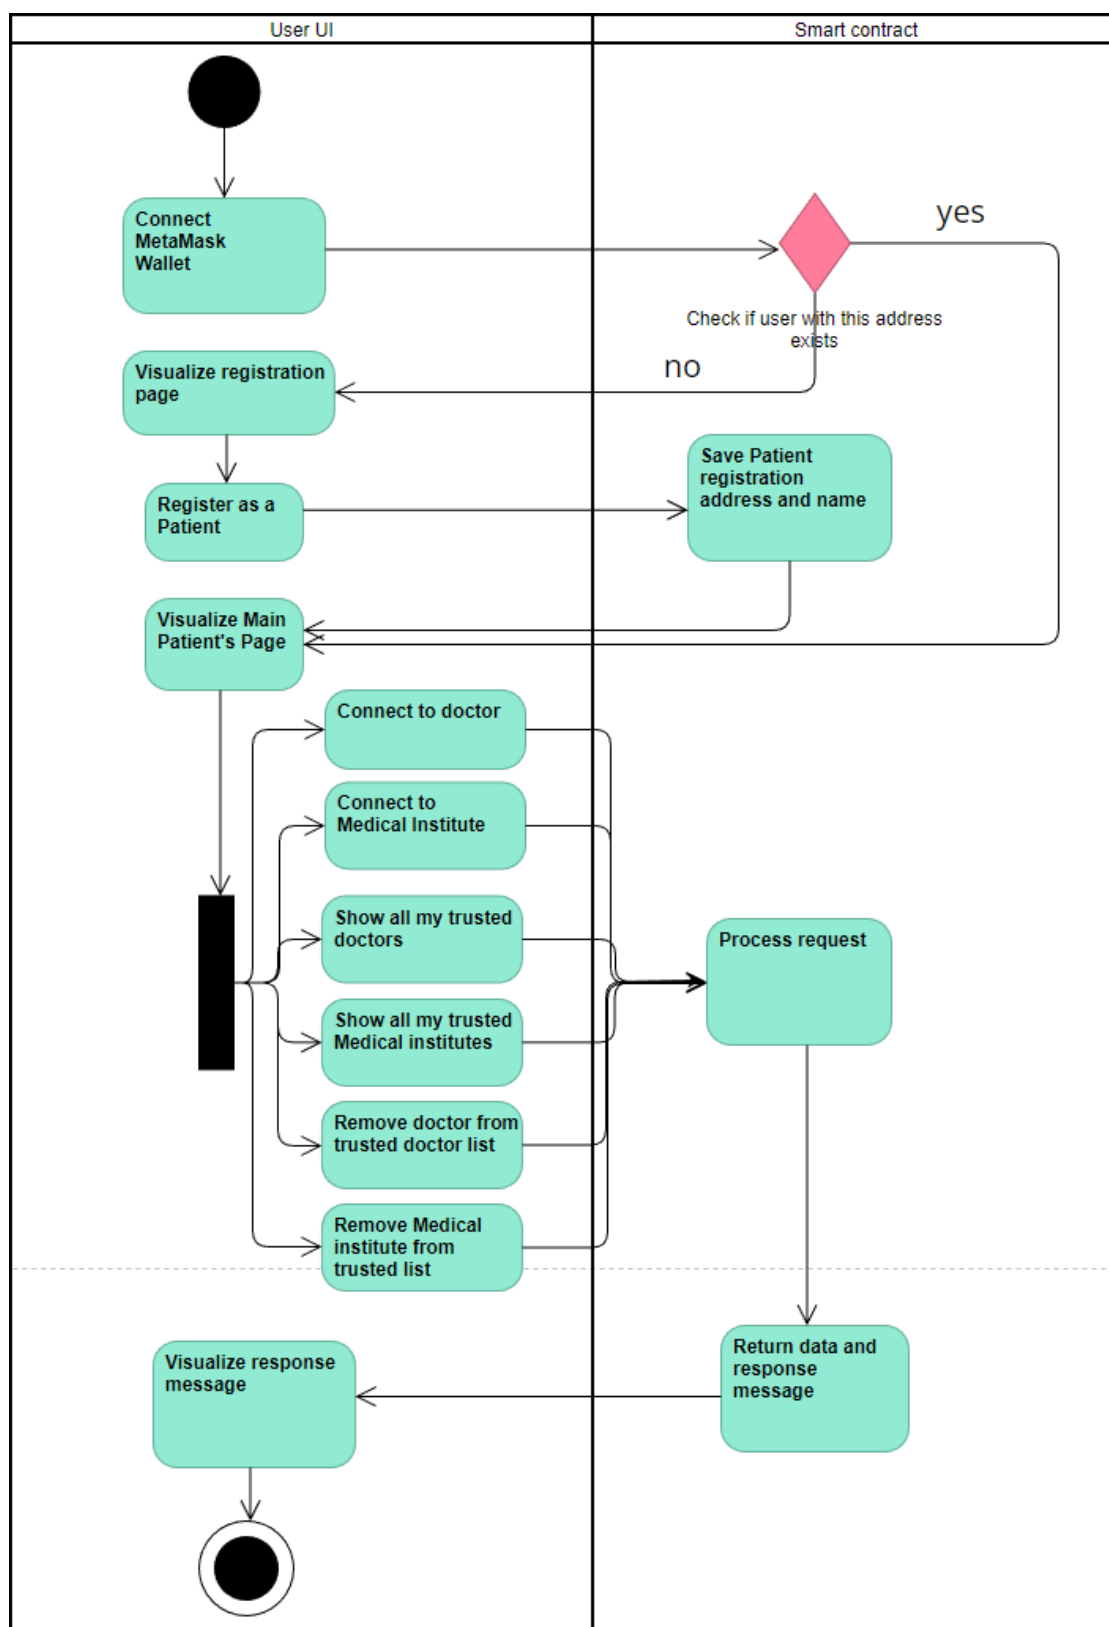 User UI
Smart contract
Connect
MetaMask
Wallet
yes
Check if user with this address
exists
no
Visualize registration
page
Save Patient
registration
address and name
Register as a
Patient
Visualize Main
Patient's Page
Connect to doctor
Connect to
Medical Institute
Show all my trusted
doctors
Process request
Show all my trusted
Medical institutes
Remove doctor from
trusted doctor list
Remove Medical
institute from
trusted list
Return data and
response
message
Visualize response
message